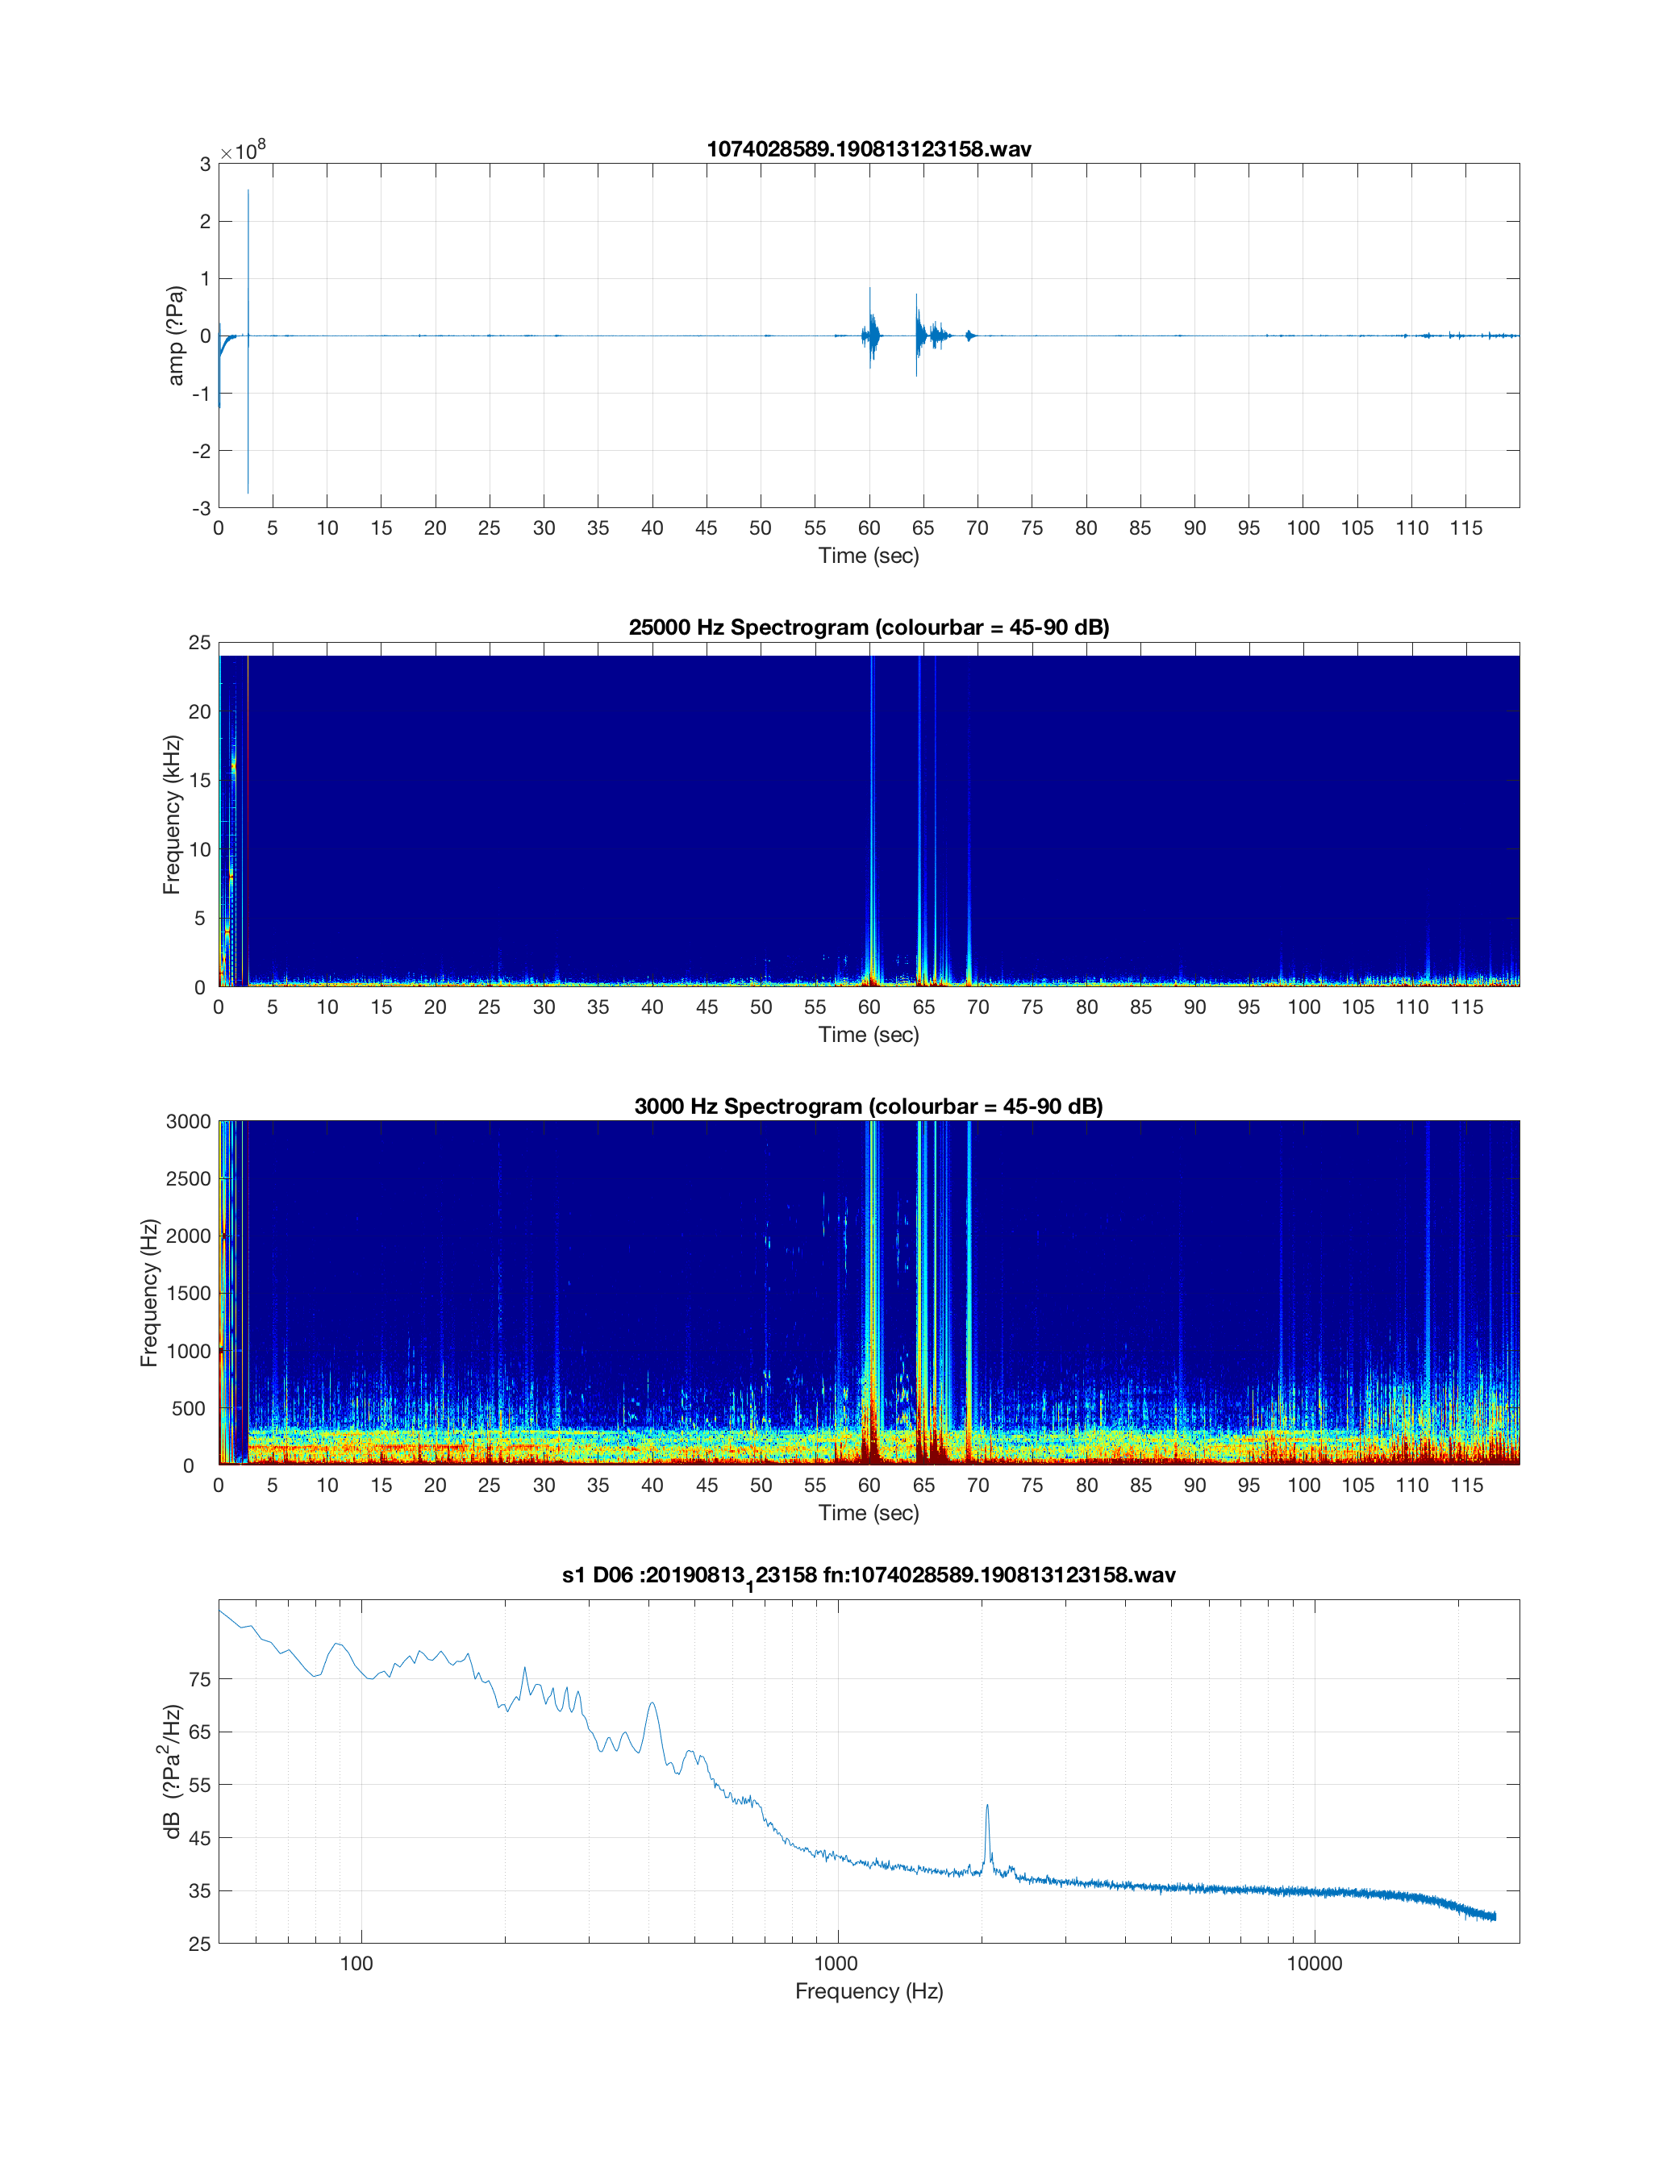 1074028589.190813123158.wav
×10^8
3
2
1
0
-1
-2
-3
amp (?Pa)
0 5 10 15 20 25 30 35 40 45 50 55 60 65 70 75 80 85 90 95 100 105 110 115
Time (sec)
25000 Hz Spectrogram (colourbar = 45-90 dB)
25
20
15
10
5
0
Frequency (kHz)
0 5 10 15 20 25 30 35 40 45 50 55 60 65 70 75 80 85 90 95 100 105 110 115
Time (sec)
3000 Hz Spectrogram (colourbar = 45-90 dB)
3000
2500
2000
1500
1000
500
0
Frequency (Hz)
0 5 10 15 20 25 30 35 40 45 50 55 60 65 70 75 80 85 90 95 100 105 110 115
Time (sec)
s1 D06 :20190813_123158 fn:1074028589.190813123158.wav
75
65
55
45
35
25
dB (?Pa^2/Hz)
100 1000 10000
Frequency (Hz)